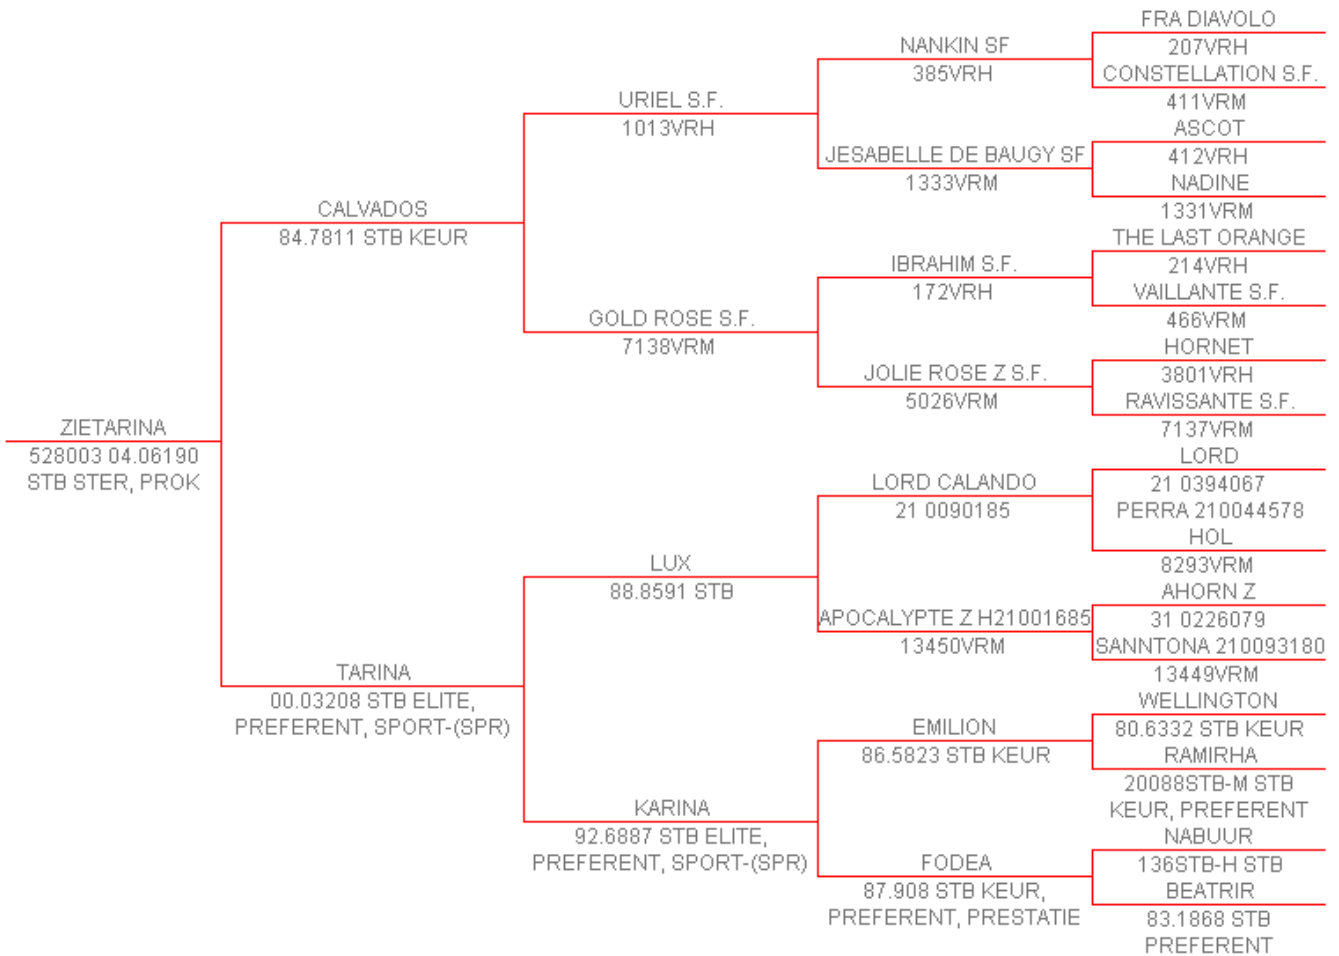 ZIETARINA
528003 04.06190
STB STER, PROK
CALVADOS
84.7811 STB KEUR
TARINA
00.03208 STB ELITE,
PREFERENT, SPORT-(SPR)
URIEL S.F.
1013VRH
GOLD ROSE S.F.
7138VRM
LUX
88.8591 STB
KARINA
92.6887 STB ELITE,
PREFERENT, SPORT-(SPR)
NANKIN SF
385VRH
JESABELLE DE BAUGY SF
1333VRM
IBRAHIM S.F.
172VRH
JOLIE ROSE Z S.F.
5026VRM
LORD CALANDO
21 0090185
APOCALYPTE Z H21001685
13450VRM
EMILION
86.5823 STB KEUR
FODEA
87.908 STB KEUR,
PREFERENT, PRESTATIE
FRA DIAVOLO
207VRH
CONSTELLATION S.F.
411VRM
ASCOT
412VRH
NADINE
1331VRM
THE LAST ORANGE
214VRH
VAILLANTE S.F.
466VRM
HORNET
3801VRH
RAVISSANTE S.F.
7137VRM
LORD
21 0394067
PERRA 210044578
HOL
8293VRM
AHORN Z
31 0226079
SANNTONA 210093180
13449VRM
WELLINGTON
80.6332 STB KEUR
RAMIRHA
20088STB-M STB
KEUR, PREFERENT
NABUUR
136STB-H STB
BEATRIR
83.1868 STB
PREFERENT